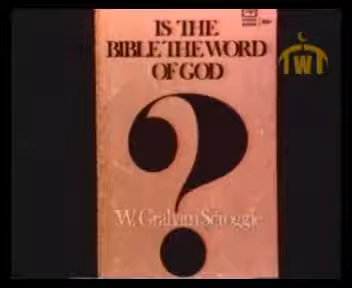 IS THE
BIBLE THE WORD
OF GOD
?
W. Graham Scroggie
W